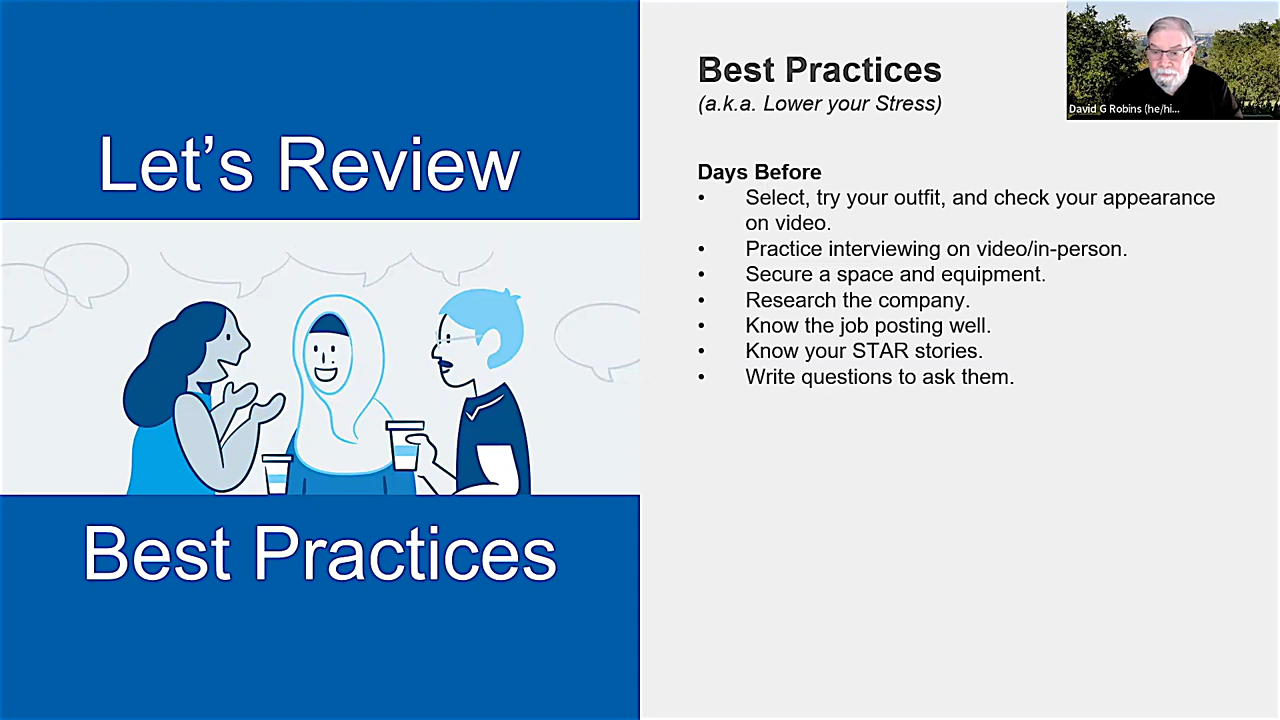 Let’s Review
Best Practices
Best Practices
(a.k.a. Lower your Stress)
David G Robins (he/hi...
Days Before
• Select, try your outfit, and check your appearance
on video.
• Practice interviewing on video/in-person.
• Secure a space and equipment.
• Research the company.
• Know the job posting well.
• Know your STAR stories.
• Write questions to ask them.